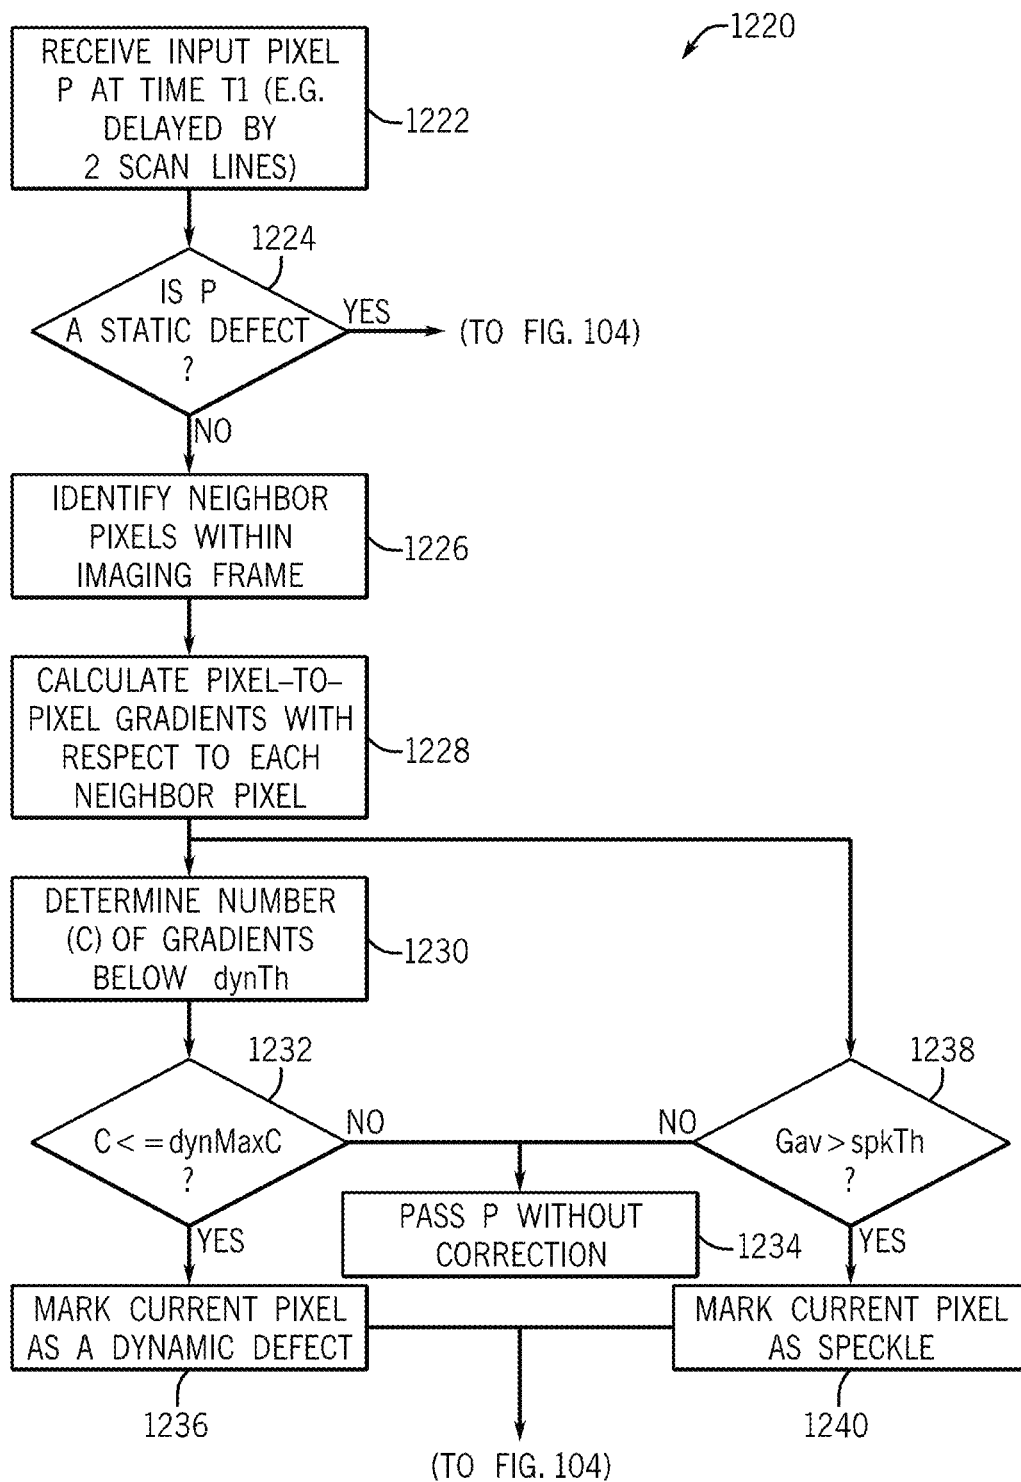 1220
RECEIVE INPUT PIXEL
P AT TIME T1 (E.G.
DELAYED BY
2 SCAN LINES)
1222
1224
IS P
A STATIC DEFECT
?
YES
(TO FIG. 104)
NO
IDENTIFY NEIGHBOR
PIXELS WITHIN
IMAGING FRAME
1226
CALCULATE PIXEL–TO–
PIXEL GRADIENTS WITH
RESPECT TO EACH
NEIGHBOR PIXEL
1228
DETERMINE NUMBER
(C) OF GRADIENTS
BELOW dynTh
1230
1232
C < = dynMaxC
?
NO
YES
1238
Gav > spkTh
?
NO
YES
PASS P WITHOUT
CORRECTION
1234
MARK CURRENT PIXEL
AS A DYNAMIC DEFECT
1236
MARK CURRENT PIXEL
AS SPECKLE
1240
(TO FIG. 104)